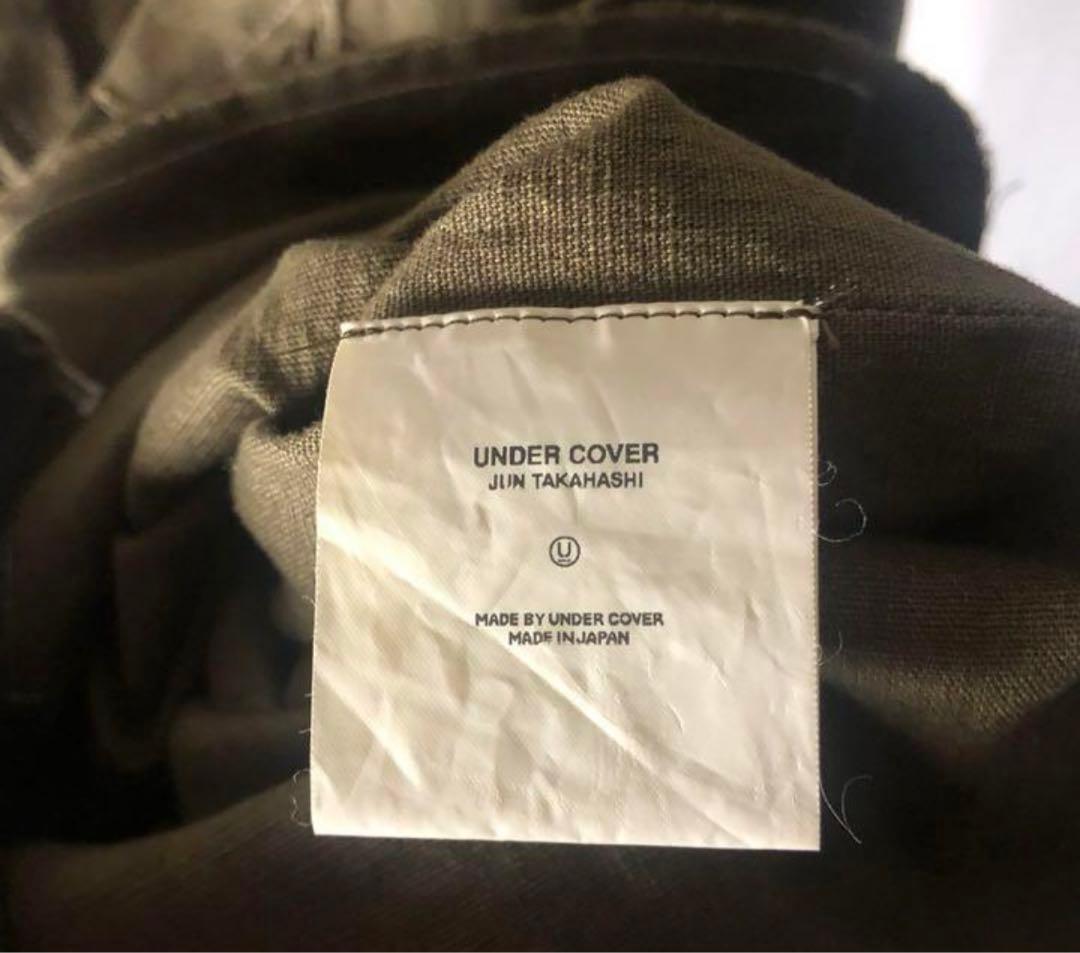 UNDER COVER
JUN TAKAHASHI
U
MADE BY UNDER COVER
MADE IN JAPAN